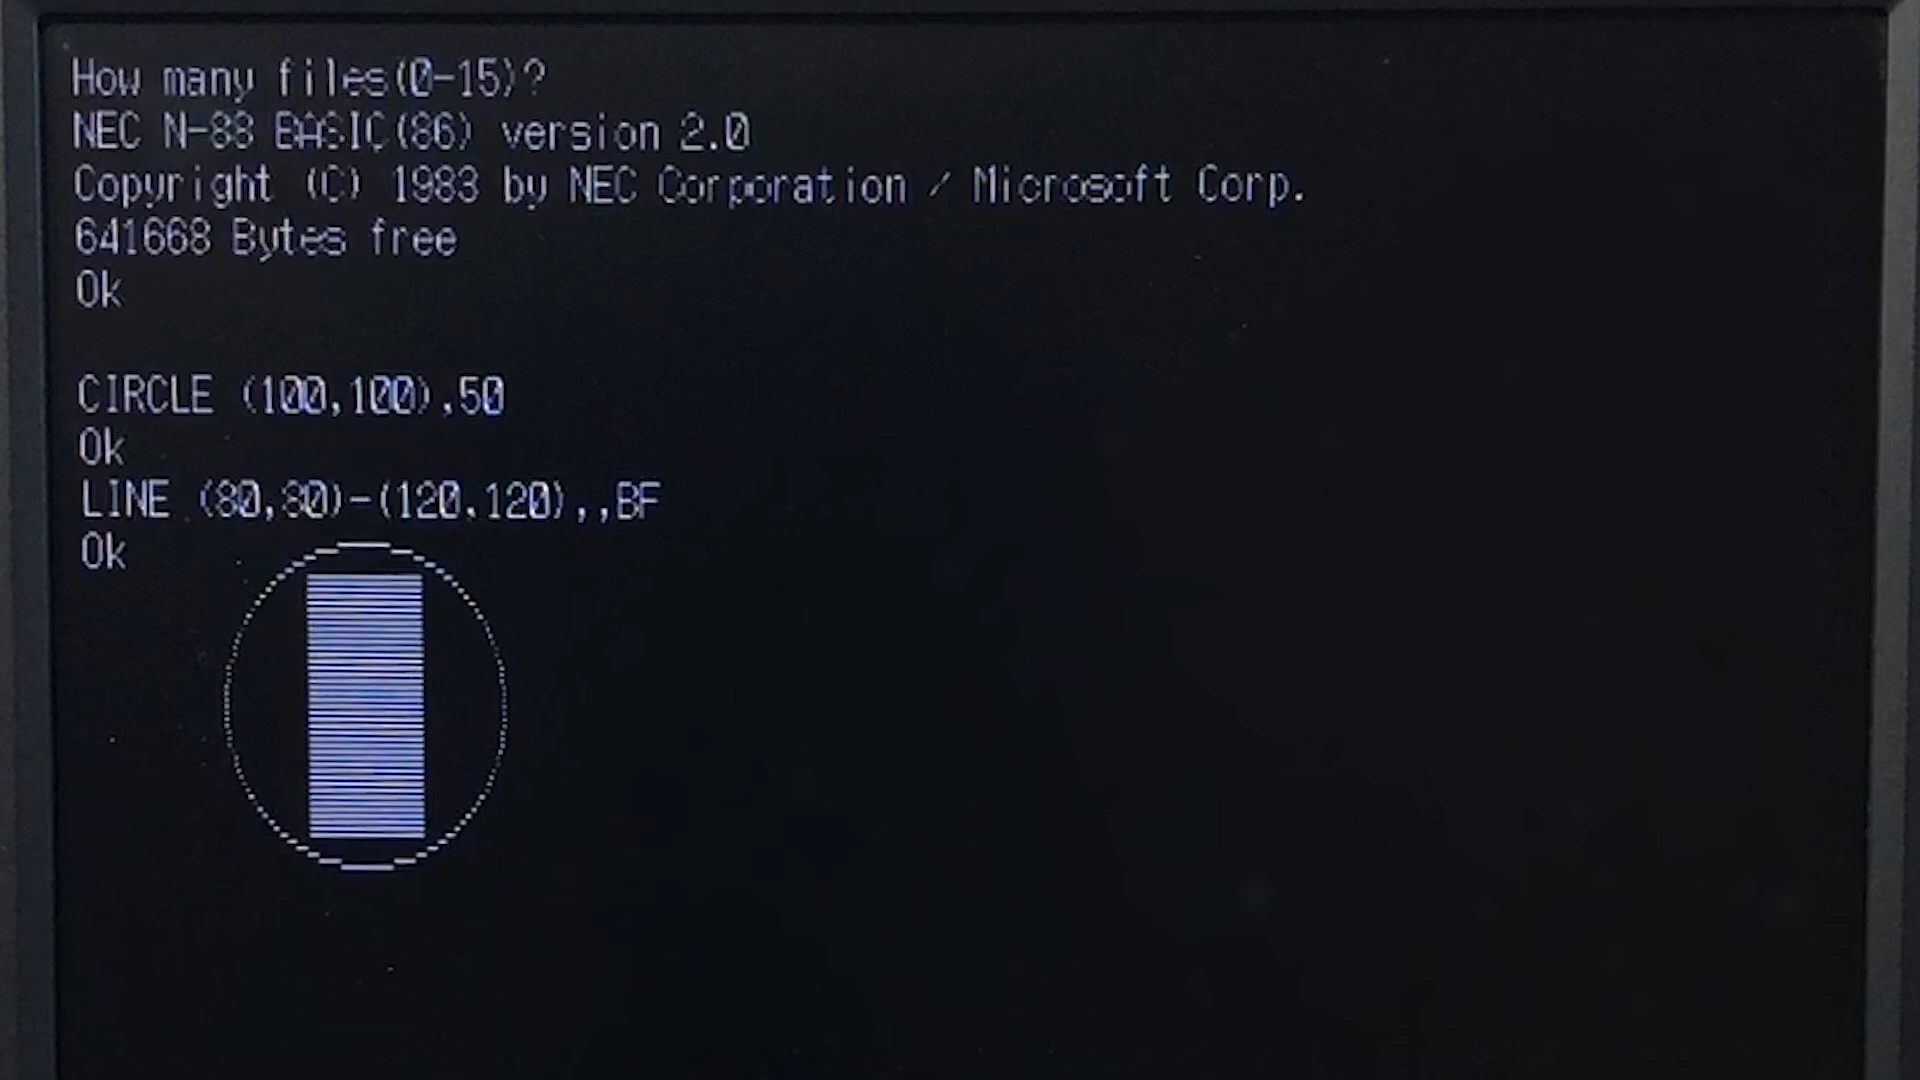 How many files(0-15)?
NEC N-88 BASIC(86) version 2.0
Copyright (C) 1983 by NEC Corporation / Microsoft Corp.
641668 Bytes free
Ok
CIRCLE (100,100),50
Ok
LINE (80,80)-(120,120),,BF
Ok